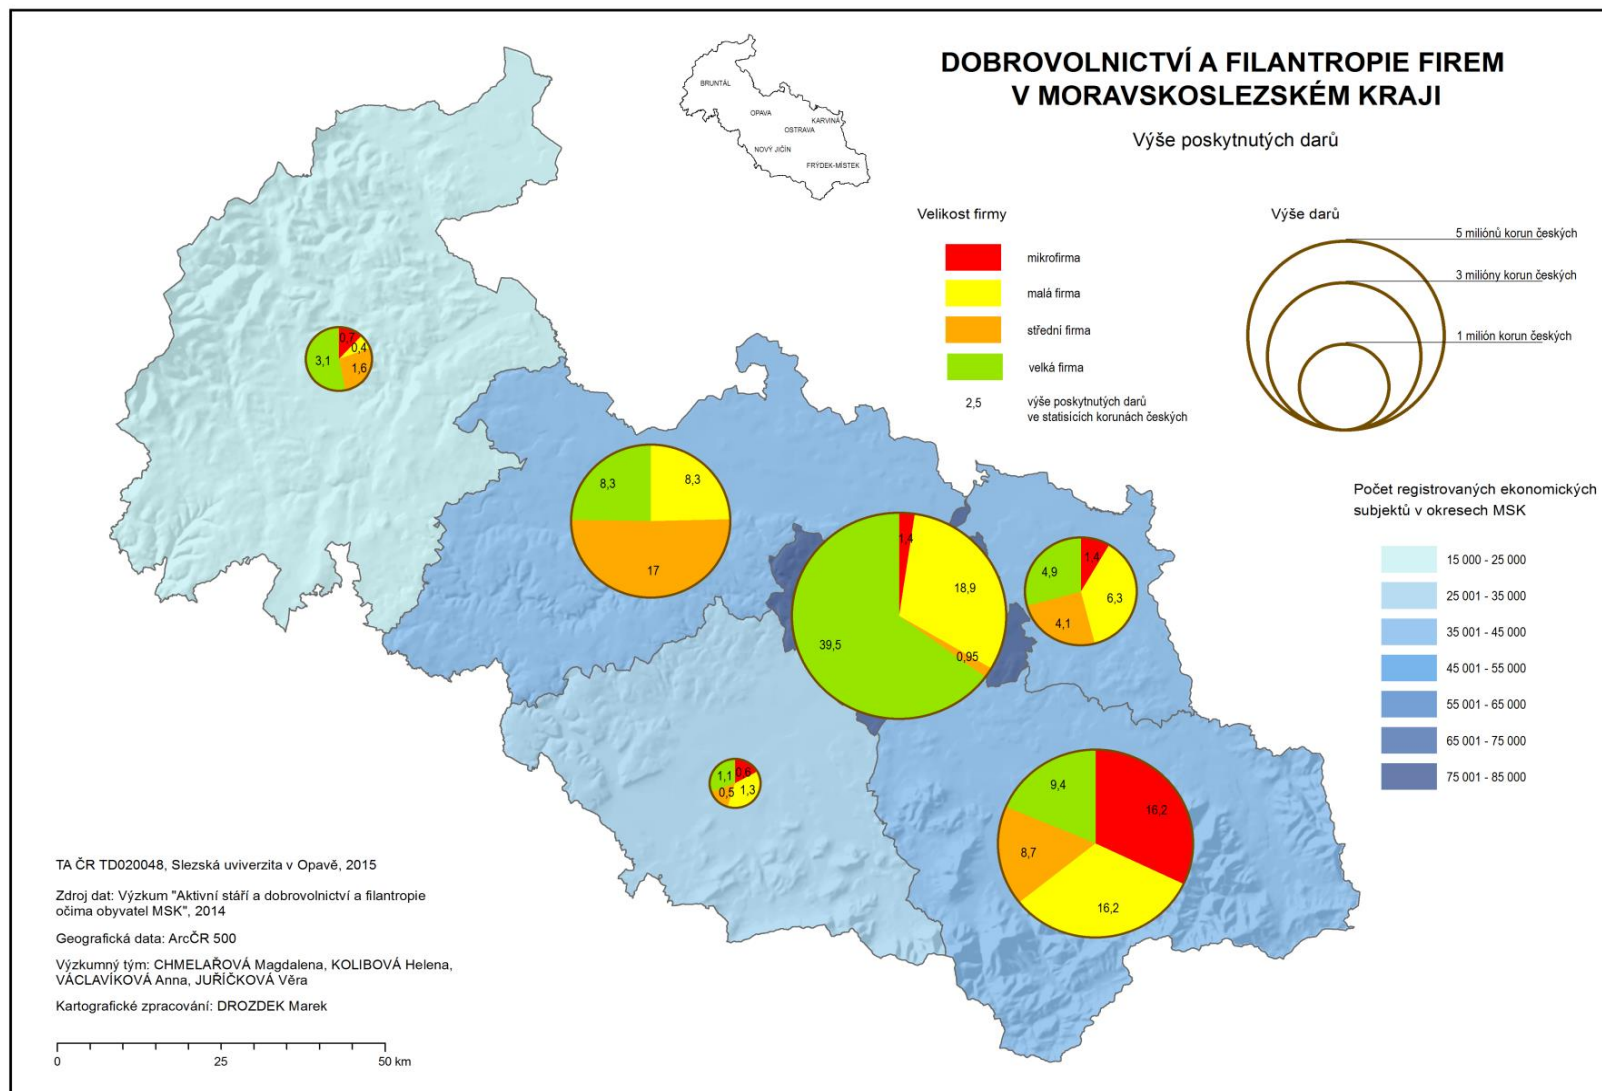 DOBROVOLNICTVÍ A FILANTROPIE FIREM
V MORAVSKOSLEZSKÉM KRAJI
Výše poskytnutých darů
BRUNTÁL
OPAVA
KARVINÁ
OSTRAVA
NOVÝ JIČÍN
FRÝDEK-MÍSTEK
Velikost firmy
mikrofirma
malá firma
střední firma
velká firma
2,5
výše poskytnutých darů
ve statisících korunách českých
Výše darů
5 miliónů korun českých
3 milióny korun českých
1 milión korun českých
Počet registrovaných ekonomických
subjektů v okresech MSK
15 000 - 25 000
25 001 - 35 000
35 001 - 45 000
45 001 - 55 000
55 001 - 65 000
65 001 - 75 000
75 001 - 85 000
0,7
0,4
3,1
1,6
8,3
8,3
17
1,4
18,9
0,95
39,5
1,4
4,9
6,3
4,1
1,1
0,6
0,5
1,3
9,4
16,2
8,7
16,2
TA ČR TD020048, Slezská uviverzita v Opavě, 2015
Zdroj dat: Výzkum "Aktivní stáří a dobrovolnictví a filantropie
očima obyvatel MSK", 2014
Geografická data: ArcČR 500
Výzkumný tým: CHMELAŘOVÁ Magdalena, KOLIBOVÁ Helena,
VÁCLAVÍKOVÁ Anna, JUŘÍČKOVÁ Věra
Kartografické zpracování: DROZDEK Marek
0
25
50 km